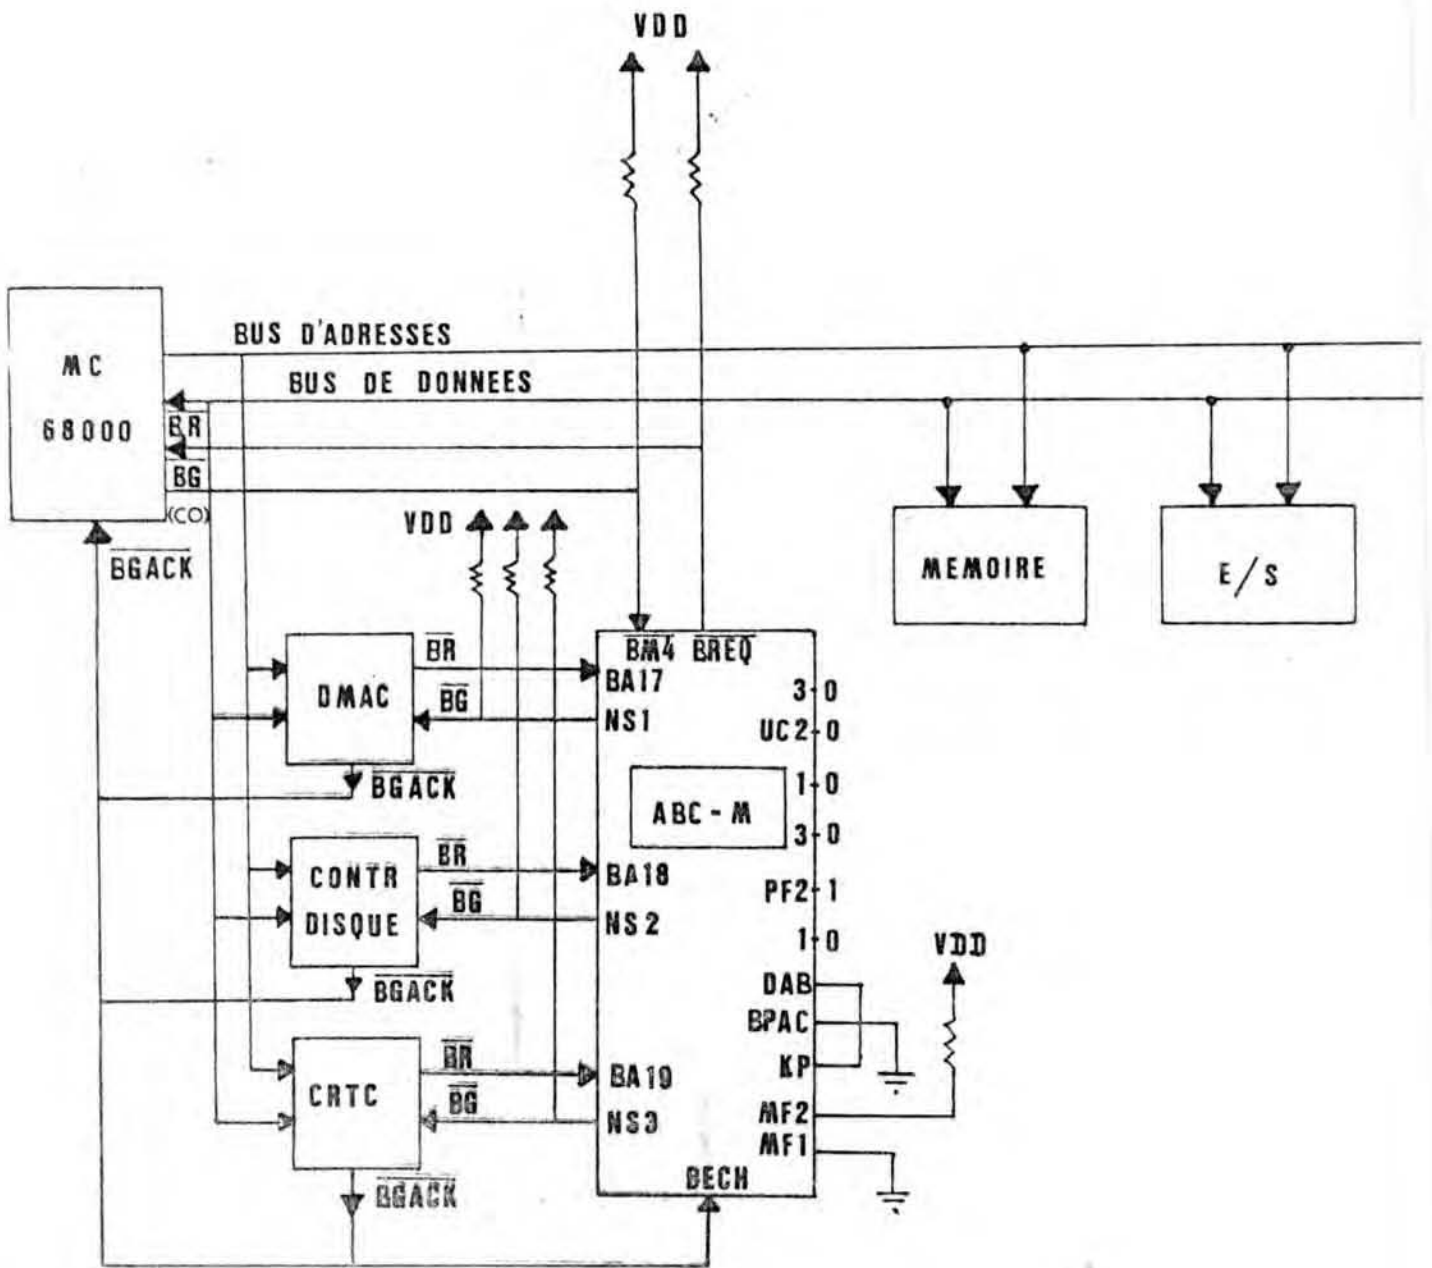 VDD
BUS D'ADRESSES
MC
68000
BUS DE DONNEES
BR
BG
(CO)
VDD
BGACK
MEMOIRE
E/S
BM4 BREQ
BR
BA17
3-0
DMAC
BG
NS1
UC2-0
BGACK
1-0
ABC-M
3-0
CONTR
DISQUE
BR
BA18
PF2-1
BG
NS2
1-0
VDD
BGACK
DAB
BPAC
BR
KP
CRTC
BA19
BG
NS3
MF2
MF1
BGACK
BECH